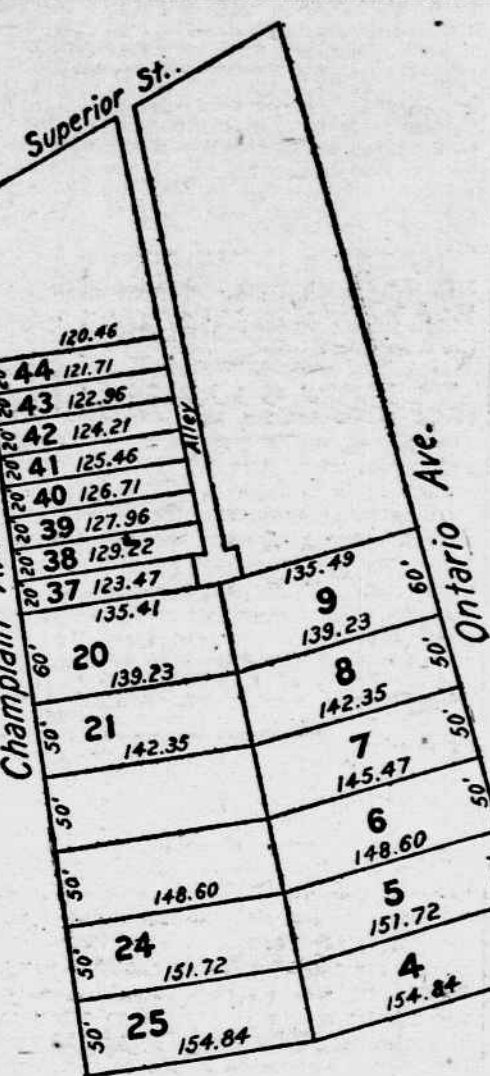 Superior St.
120.46
44 121.71
20' 43 122.96
20' 42 124.21
20' 41 125.46
20' 40 126.71
20' 39 127.96
20' 38 129.22
20' 37 123.47
Alley
135.41
60' 20
139.23
50' 21
142.35
50'
50'
148.60
50' 24
151.72
50' 25
154.84
Champlain
135.49
9 60'
139.23
8 50'
142.35
7 50'
145.47
6 50'
148.60
5
151.72
4
154.84
Ontario Ave.